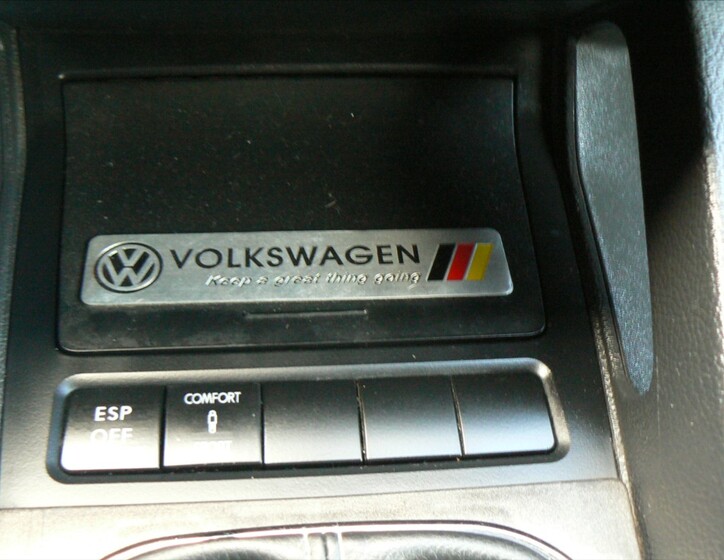 VOLKSWAGEN
Keep a great thing going
ESP
OFF
COMFORT